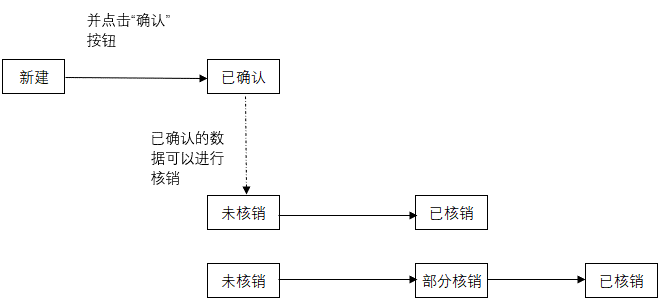 并点击“确认”
按钮
新建
已确认
已确认的数
据可以进行
核销
未核销
已核销
未核销
部分核销
已核销